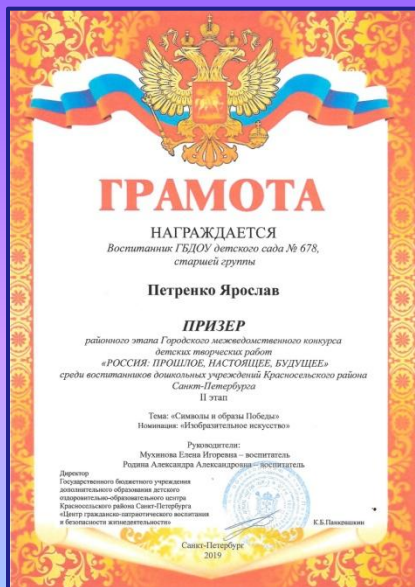 ГРАМОТА
НАГРАЖДАЕТСЯ
Воспитанник ГБДОУ детского сада № 678,
старшей группы
Петренко Ярослав
ПРИЗЕР
районного этапа Городского межведомственного конкурса
детских творческих работ
«РОССИЯ: ПРОШЛОЕ, НАСТОЯЩЕЕ, БУДУЩЕЕ»
среди воспитанников дошкольных учреждений Красносельского района
Санкт-Петербурга
II этап
Тема: «Символы и образы Победы»
Номинация: «Изобразительное искусство»
Руководители:
Мухинова Елена Игоревна – воспитатель
Родина Александра Александровна – воспитатель
Директор
Государственного бюджетного учреждения
дополнительного образования детского
оздоровительно-образовательного центра
Красносельского района Санкт-Петербурга
«Центр гражданско-патриотического воспитания
и безопасности жизнедеятельности»
Санкт-Петербург
2019